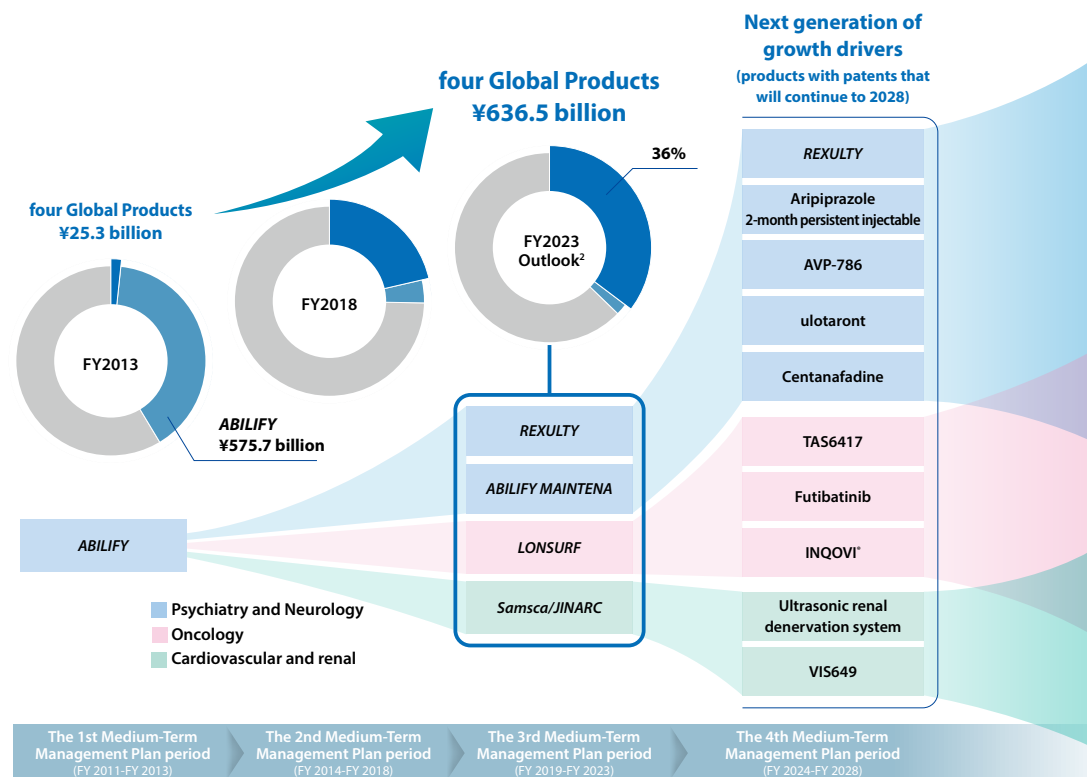 Next generation of
growth drivers
(products with patents that
will continue to 2028)
four Global Products
¥636.5 billion
36%
FY2023
Outlook2
four Global Products
¥25.3 billion
FY2018
FY2013
ABILIFY
¥575.7 billion
REXULTY
Aripiprazole
2-month persistent injectable
AVP-786
ulotaront
Centanafadine
TAS6417
Futibatinib
INQOVI*
Ultrasonic renal
denervation system
VIS649
REXULTY
ABILIFY MAINTENA
LONSURF
Samsca/JINARC
ABILIFY
Psychiatry and Neurology
Oncology
Cardiovascular and renal
The 1st Medium-Term
Management Plan period
(FY 2011-FY 2013)
The 2nd Medium-Term
Management Plan period
(FY 2014-FY 2018)
The 3rd Medium-Term
Management Plan period
(FY 2019-FY 2023)
The 4th Medium-Term
Management Plan period
(FY 2024-FY 2028)